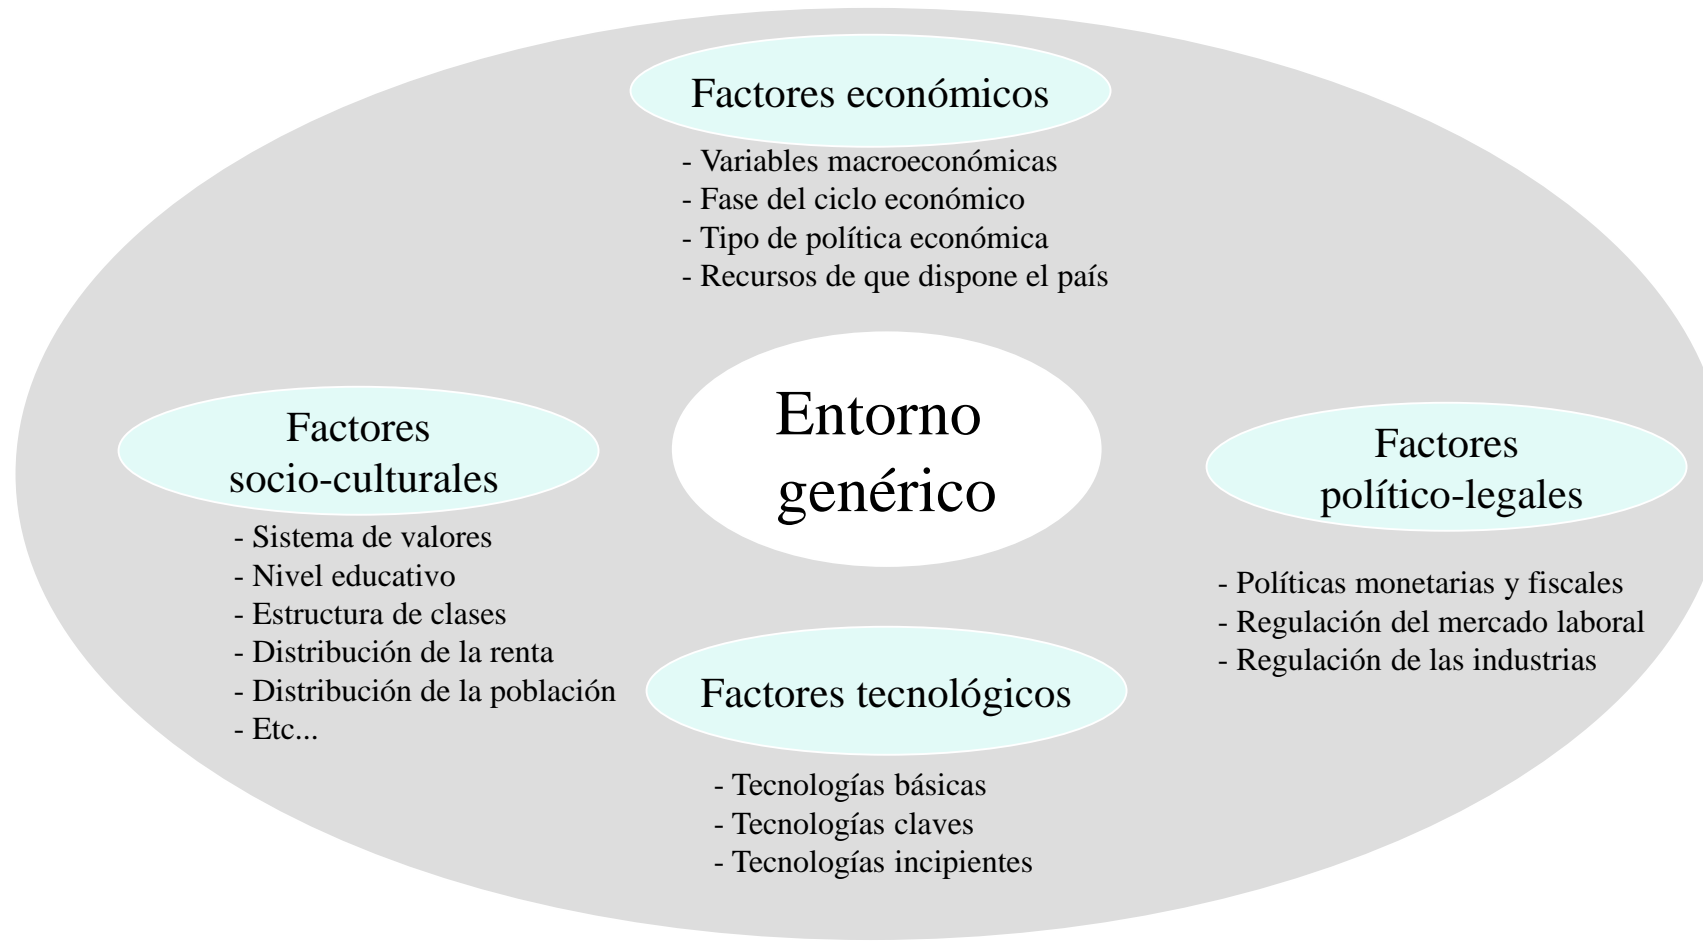 Factores económicos
- Variables macroeconómicas
- Fase del ciclo económico
- Tipo de política económica
- Recursos de que dispone el país
Entorno
genérico
Factores
socio-culturales
- Sistema de valores
- Nivel educativo
- Estructura de clases
- Distribución de la renta
- Distribución de la población
- Etc...
Factores
político-legales
- Políticas monetarias y fiscales
- Regulación del mercado laboral
- Regulación de las industrias
Factores tecnológicos
- Tecnologías básicas
- Tecnologías claves
- Tecnologías incipientes